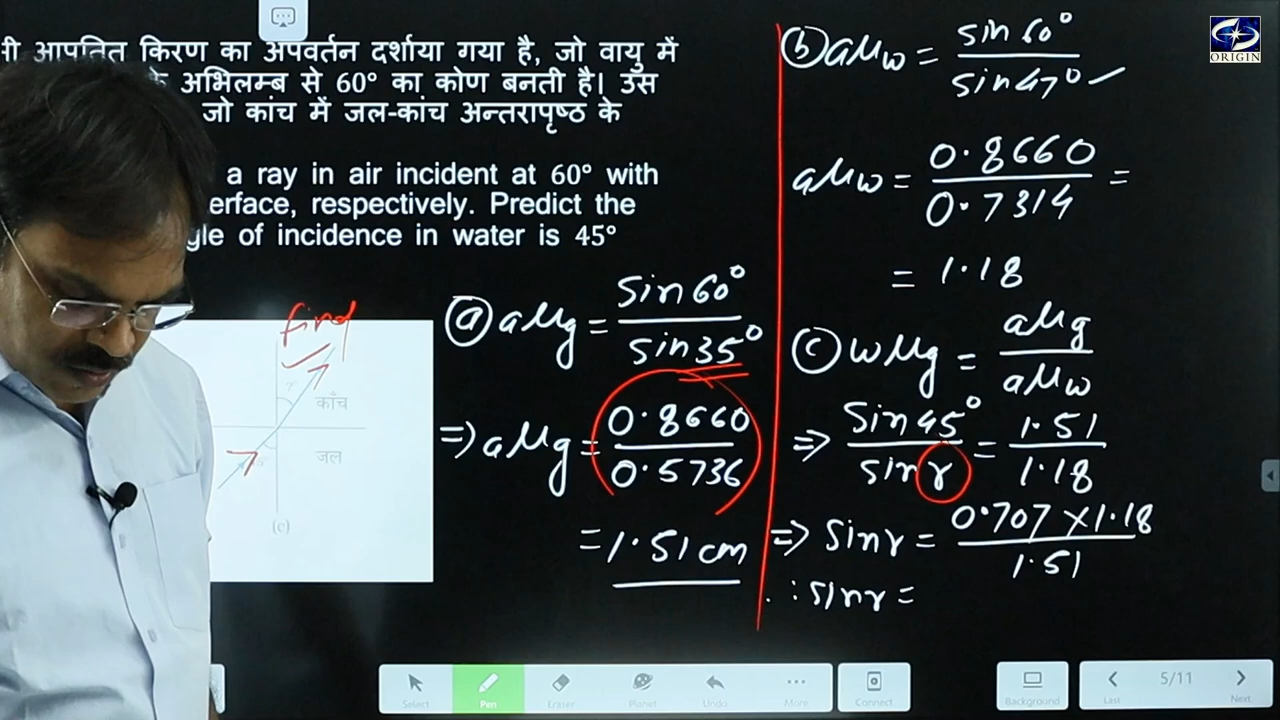 आपतित किरण का अपवर्तन दर्शाया गया है, जो वायु में
अभिलम्ब से 60° का कोण बनती है। उस
जो कांच में जल-कांच अन्तरापृष्ठ के
a ray in air incident at 60° with
erface, respectively. Predict the
gle of incidence in water is 45°
find
r°
काँच
जल
(c)
ⓐ aμg = sin60° / sin35°
⇒ aμg = 0.8660 / 0.5736
= 1.51 cm
ⓑ aμw = sin60° / sin47°
aμw = 0.8660 / 0.7314 =
= 1.18
ⓒ wμg = aμg / aμw
⇒ sin45° / sinr = 1.51 / 1.18
⇒ sinr = 0.707 × 1.18 / 1.51
∴ sinr =
ORIGIN
Select
Pen
Eraser
Planet
Undo
More
Connect
Background
Last
5/11
Next